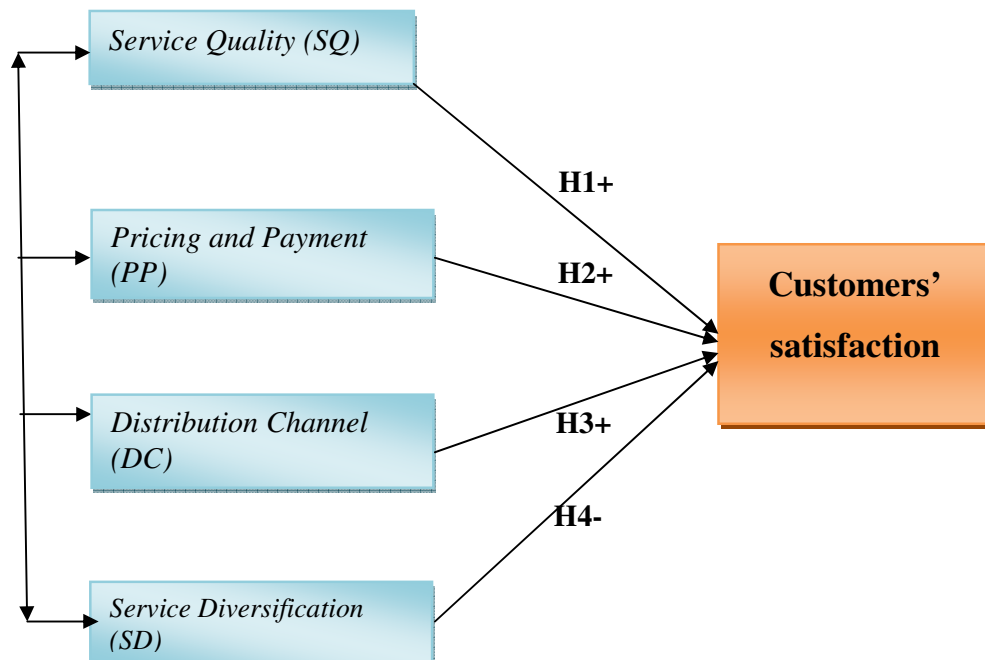 Service Quality (SQ)
H1+
Pricing and Payment
(PP)
H2+
Customers’
satisfaction
Distribution Channel
(DC)
H3+
H4-
Service Diversification
(SD)